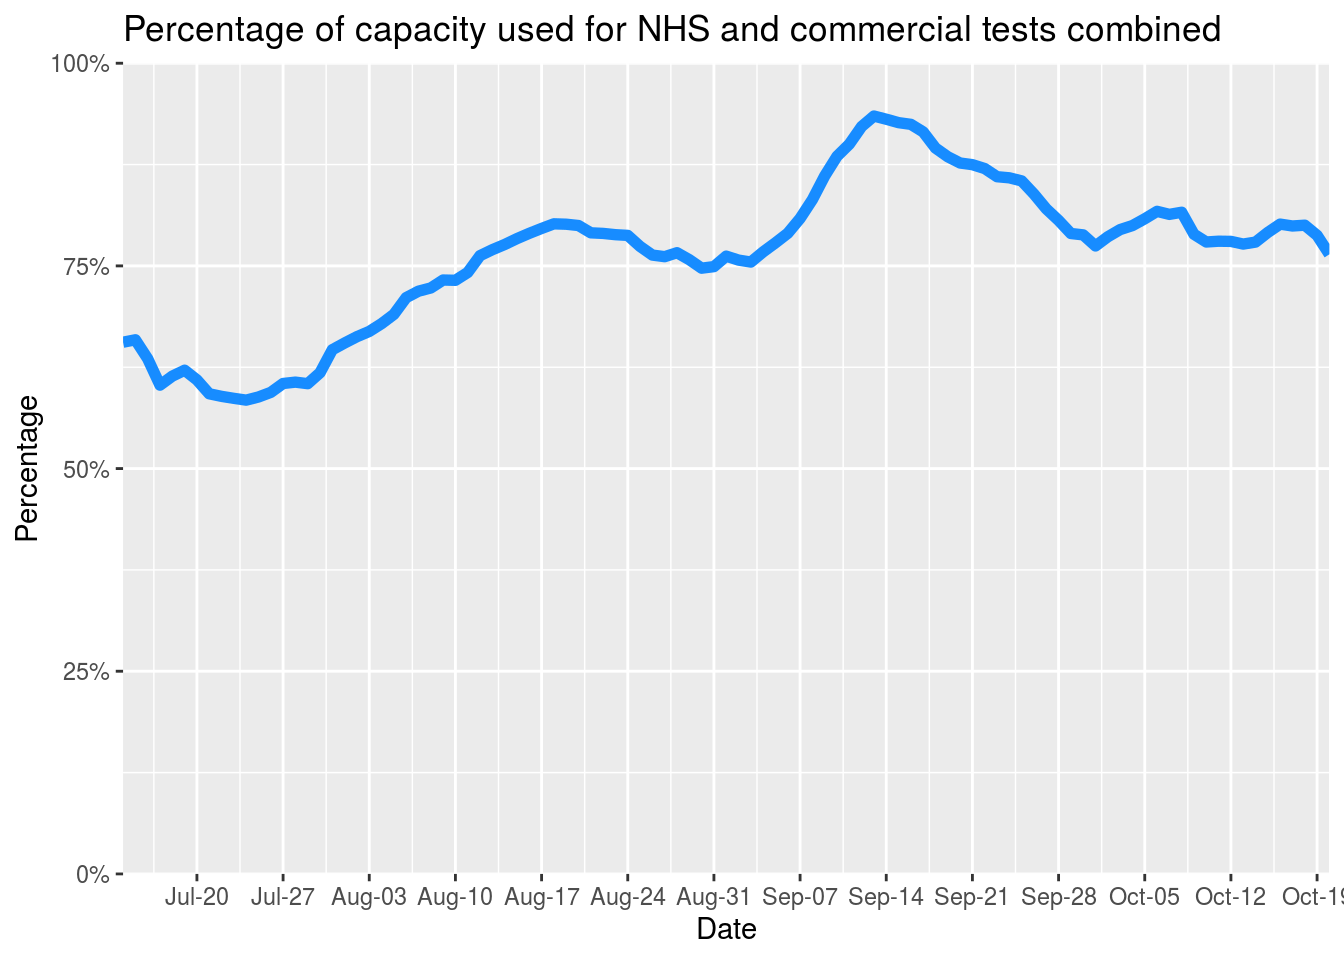 Percentage of capacity used for NHS and commercial tests combined
100%
75%
50%
25%
0%
Percentage
Jul-20 Jul-27 Aug-03 Aug-10 Aug-17 Aug-24 Aug-31 Sep-07 Sep-14 Sep-21 Sep-28 Oct-05 Oct-12 Oct-19
Date